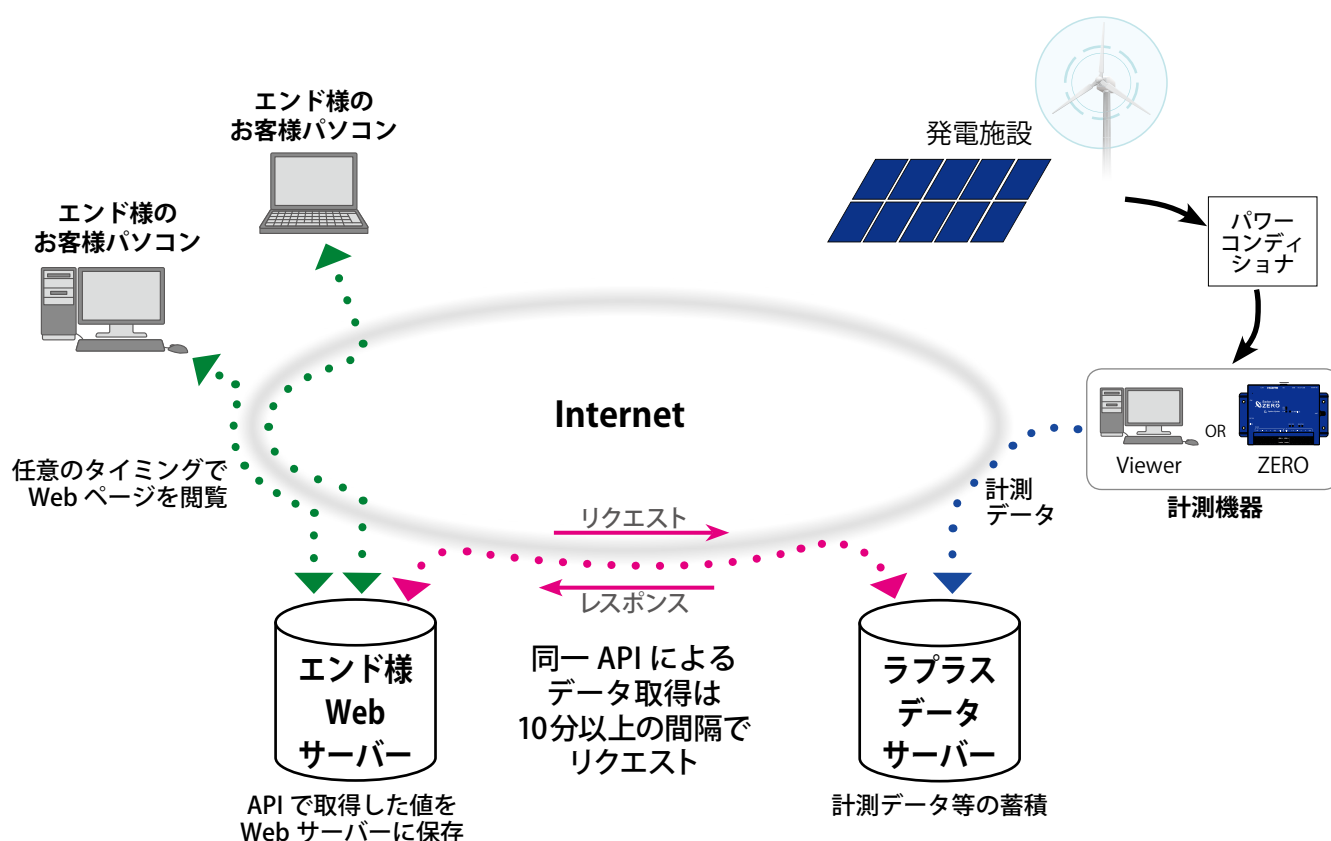 エンド様の
お客様パソコン
エンド様の
お客様パソコン
発電施設
パワー
コンディ
ショナ
Viewer
OR
ZERO
ZERO
計測機器
Internet
任意のタイミングで
Web ページを閲覧
計測
データ
リクエスト
レスポンス
同一 API による
データ取得は
10分以上の間隔で
リクエスト
エンド様
Web
サーバー
API で取得した値を
Web サーバーに保存
ラプラス
データ
サーバー
計測データ等の蓄積